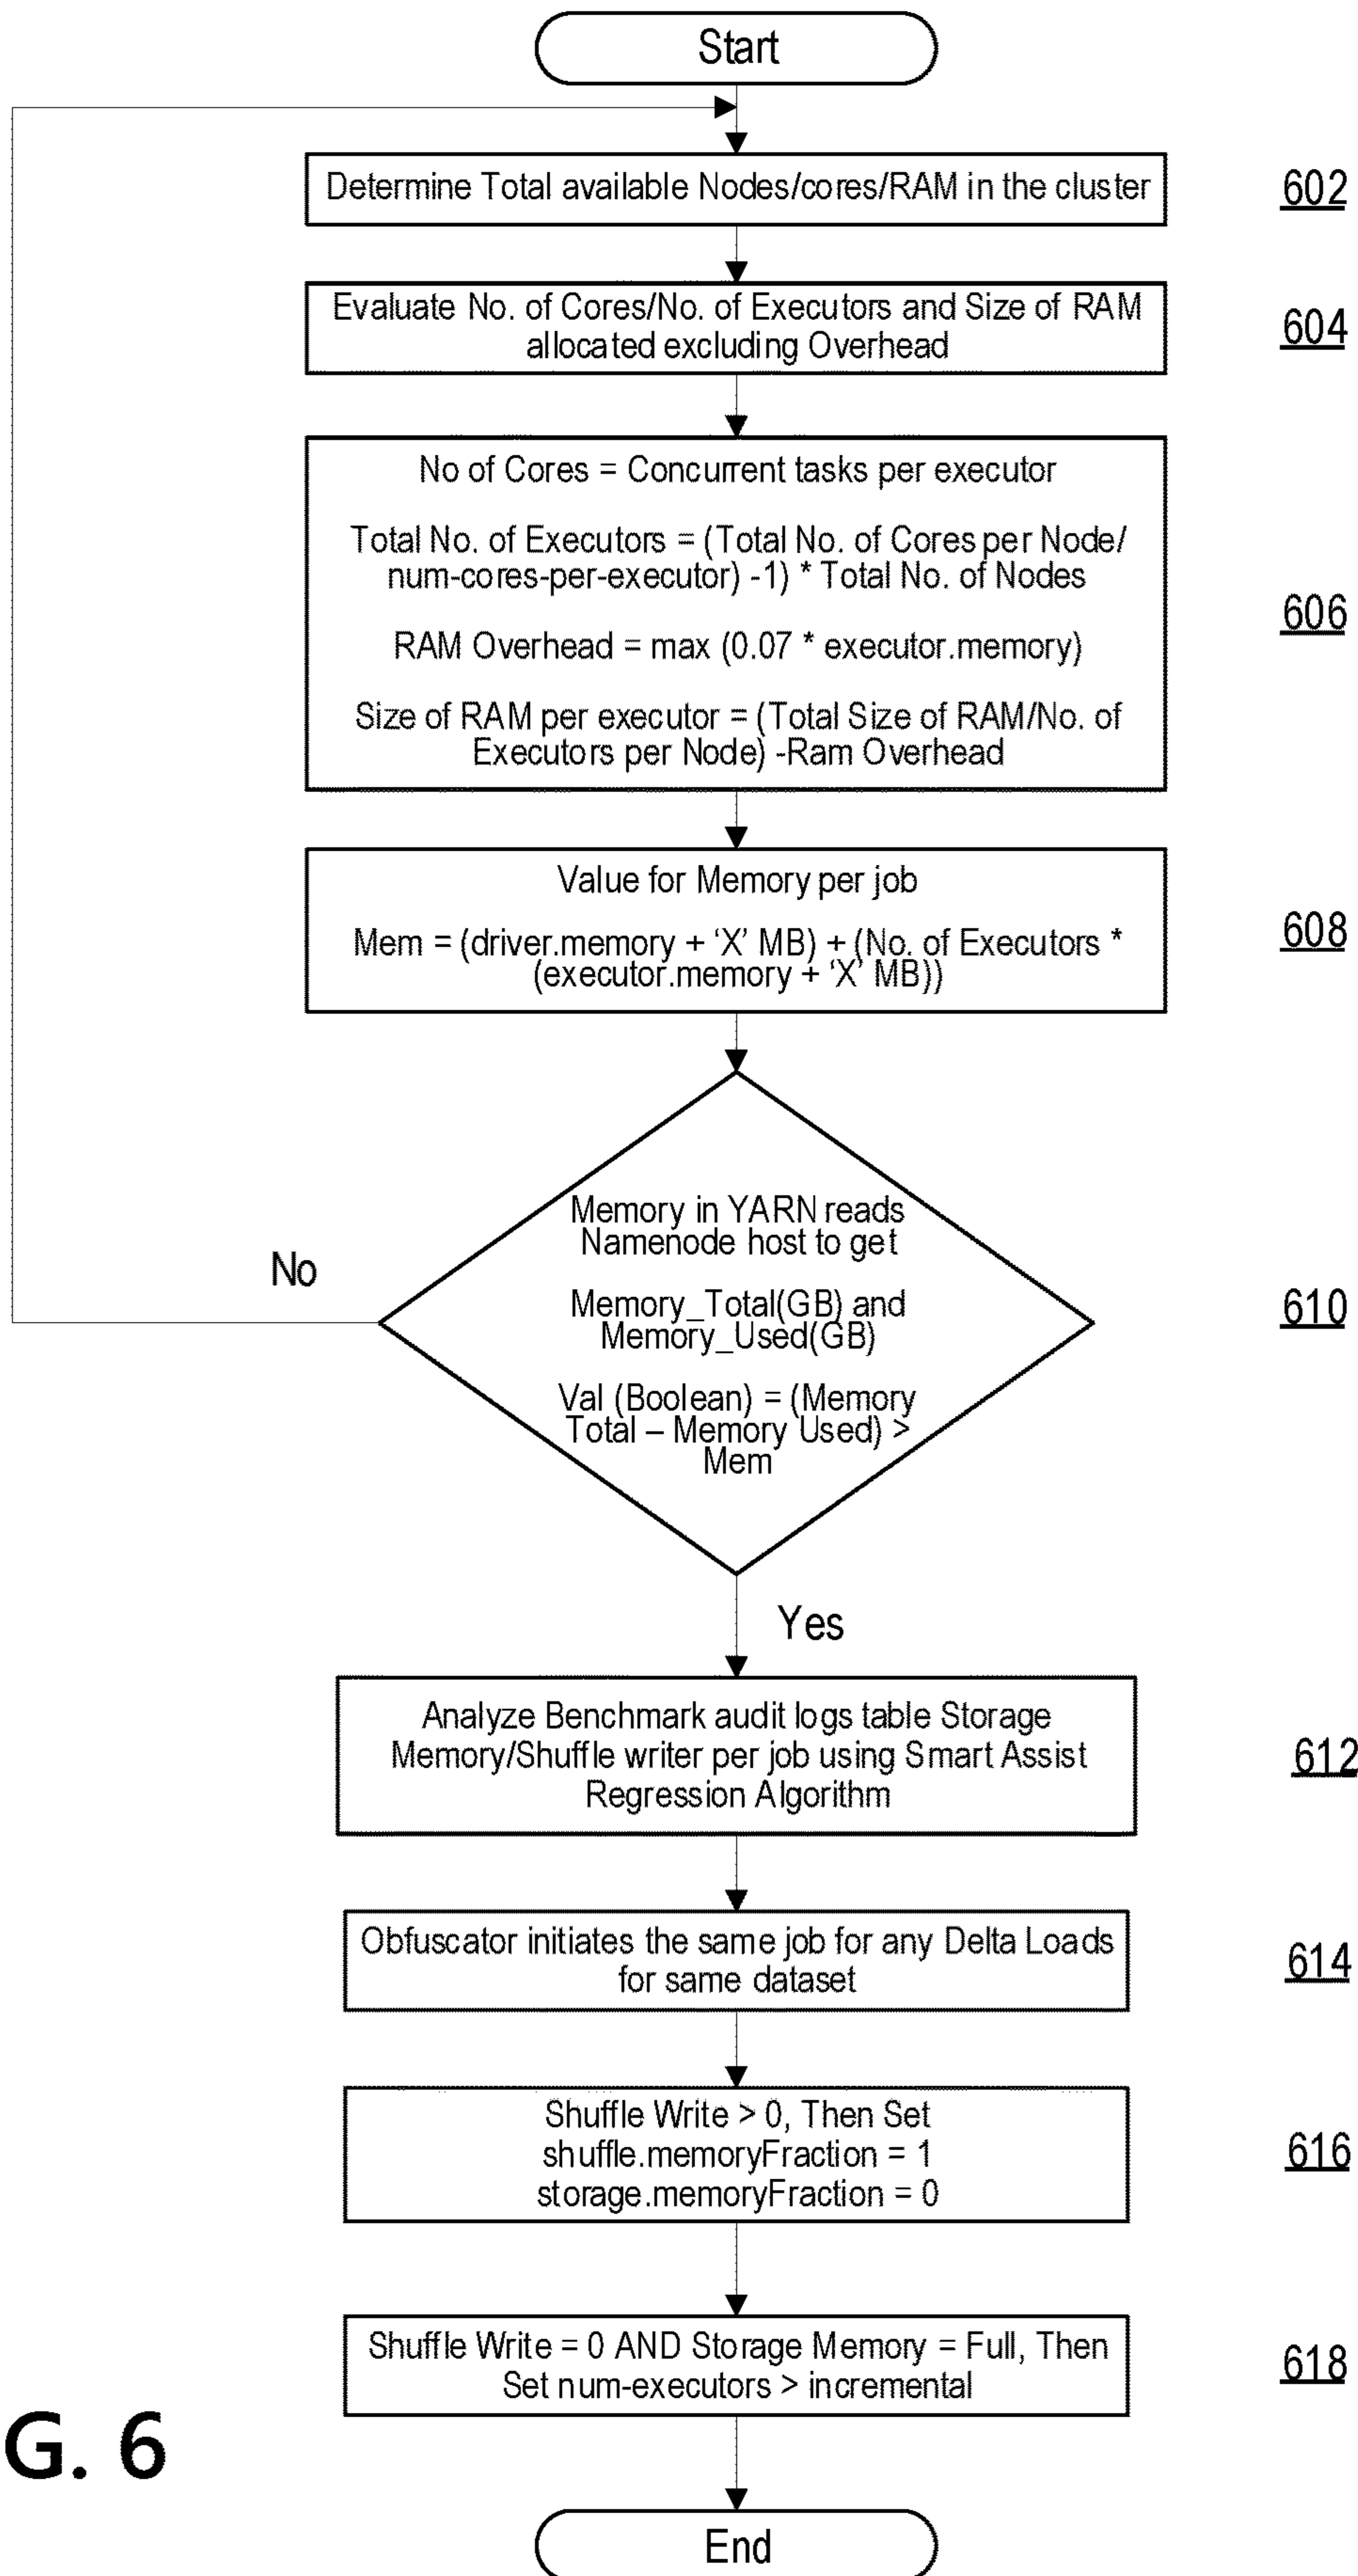 Start
Determine Total available Nodes/cores/RAM in the cluster
602
Evaluate No. of Cores/No. of Executors and Size of RAM
allocated excluding Overhead
604
No of Cores = Concurrent tasks per executor
Total No. of Executors = (Total No. of Cores per Node/
num-cores-per-executor) -1) * Total No. of Nodes
RAM Overhead = max (0.07 * executor.memory)
Size of RAM per executor = (Total Size of RAM/No. of
Executors per Node) -Ram Overhead
606
Value for Memory per job
Mem = (driver.memory + ‘X’ MB) + (No. of Executors *
(executor.memory + ‘X’ MB))
608
Memory in YARN reads
Namenode host to get
Memory_Total(GB) and
Memory_Used(GB)
Val (Boolean) = (Memory
Total – Memory Used) >
Mem
No
610
Yes
Analyze Benchmark audit logs table Storage
Memory/Shuffle writer per job using Smart Assist
Regression Algorithm
612
Obfuscator initiates the same job for any Delta Loads
for same dataset
614
Shuffle Write > 0, Then Set
shuffle.memoryFraction = 1
storage.memoryFraction = 0
616
Shuffle Write = 0 AND Storage Memory = Full, Then
Set num-executors > incremental
618
G. 6
End